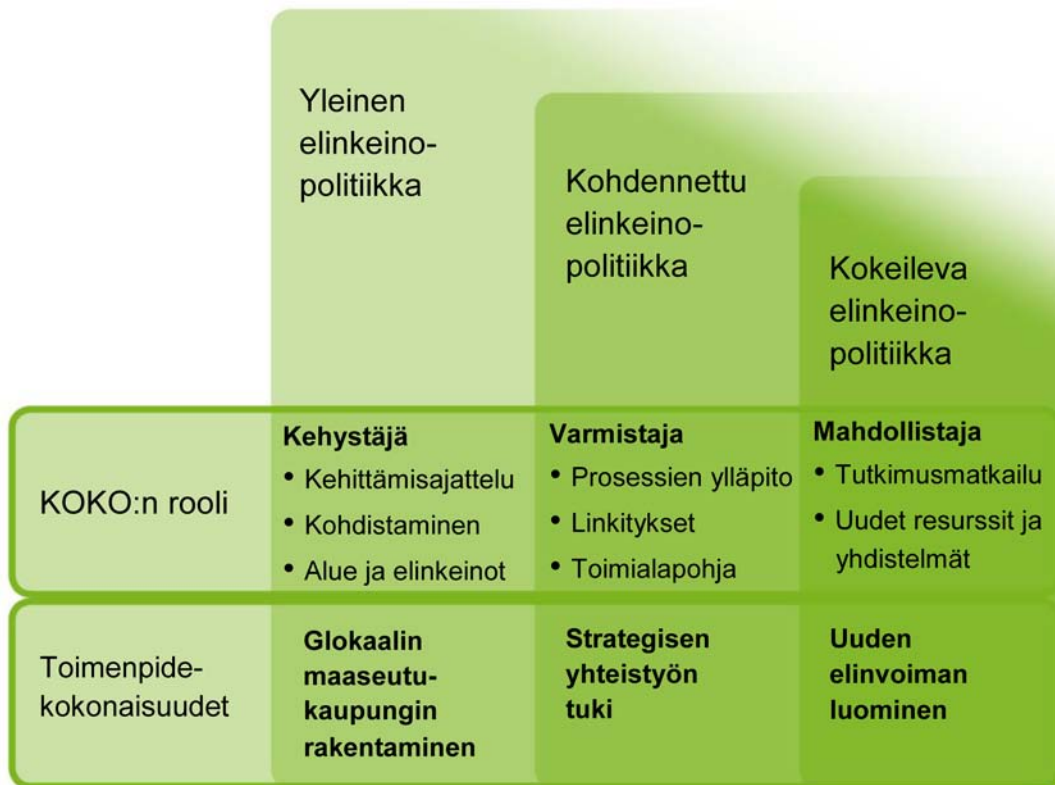 Yleinen
elinkeino-
politiikka
Kohdennettu
elinkeino-
politiikka
Kokeileva
elinkeino-
politiikka
KOKO:n rooli
Kehystäjä
• Kehittämisajattelu
• Kohdistaminen
• Alue ja elinkeinot
Varmistaja
• Prosessien ylläpito
• Linkitykset
• Toimialapohja
Mahdollistaja
• Tutkimusmatkailu
• Uudet resurssit ja
yhdistelmät
Toimenpide-
kokonaisuudet
Glokaalin
maaseutu-
kaupungin
rakentaminen
Strategisen
yhteistyön
tuki
Uuden
elinvoiman
luominen